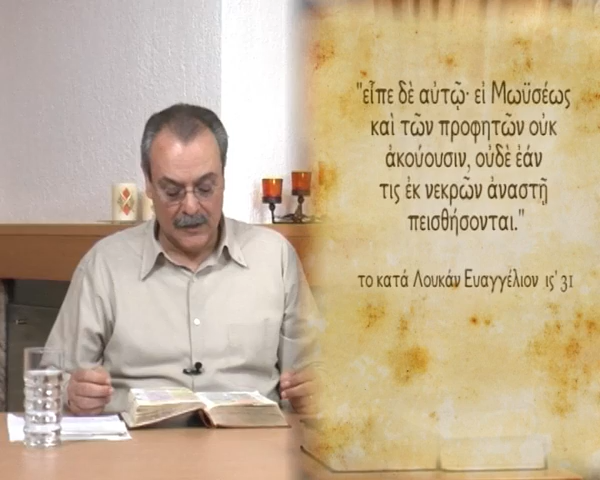 "εἶπε δὲ αὐτῷ· εἰ Μωϋσέως
καὶ τῶν προφητῶν οὐκ
ἀκούουσιν, οὐδὲ ἐάν
τις ἐκ νεκρῶν ἀναστῇ
πεισθήσονται."
το κατά Λουκάν Ευαγγέλιον ις' 31